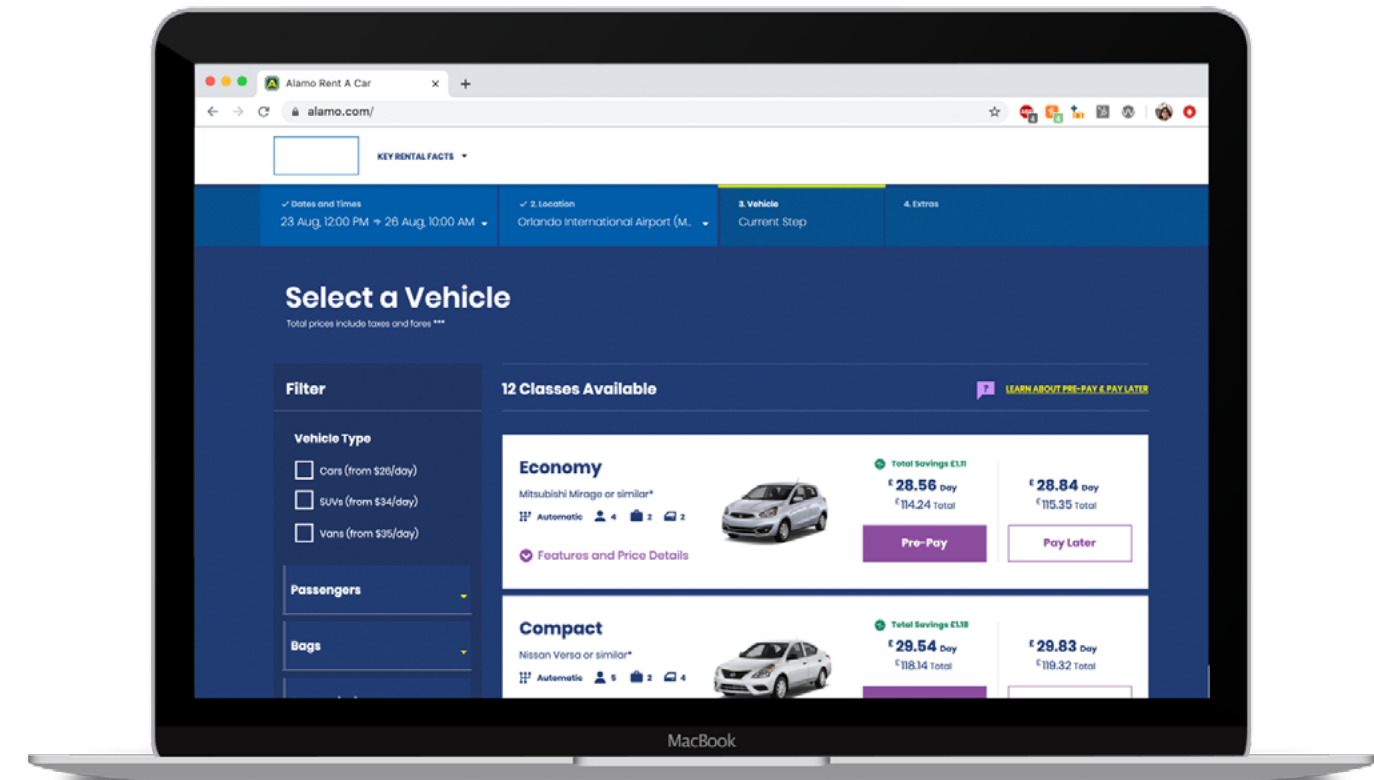 Alamo Rent A Car
alamo.com/
KEY RENTAL FACTS
✓ Dates and Times
23 Aug, 12:00 PM → 26 Aug, 10:00 AM
✓ 2. Location
Orlando International Airport (M...
3. Vehicle
Current Step
4. Extras
Select a Vehicle
Total prices include taxes and fares ***
Filter
Vehicle Type
Cars (from $26/day)
SUVs (from $34/day)
Vans (from $35/day)
Passengers
Bags
12 Classes Available
?
LEARN ABOUT PRE-PAY & PAY LATER
Economy
Mitsubishi Mirage or similar*
Automatic 4 2 2
Features and Price Details
Total Savings £1.11
£ 28.56 Day
£114.24 Total
Pre-Pay
£ 28.84 Day
£115.35 Total
Pay Later
Compact
Nissan Versa or similar*
Automatic 5 2 4
Total Savings £1.18
£ 29.54 Day
£118.14 Total
£ 29.83 Day
£119.32 Total
MacBook